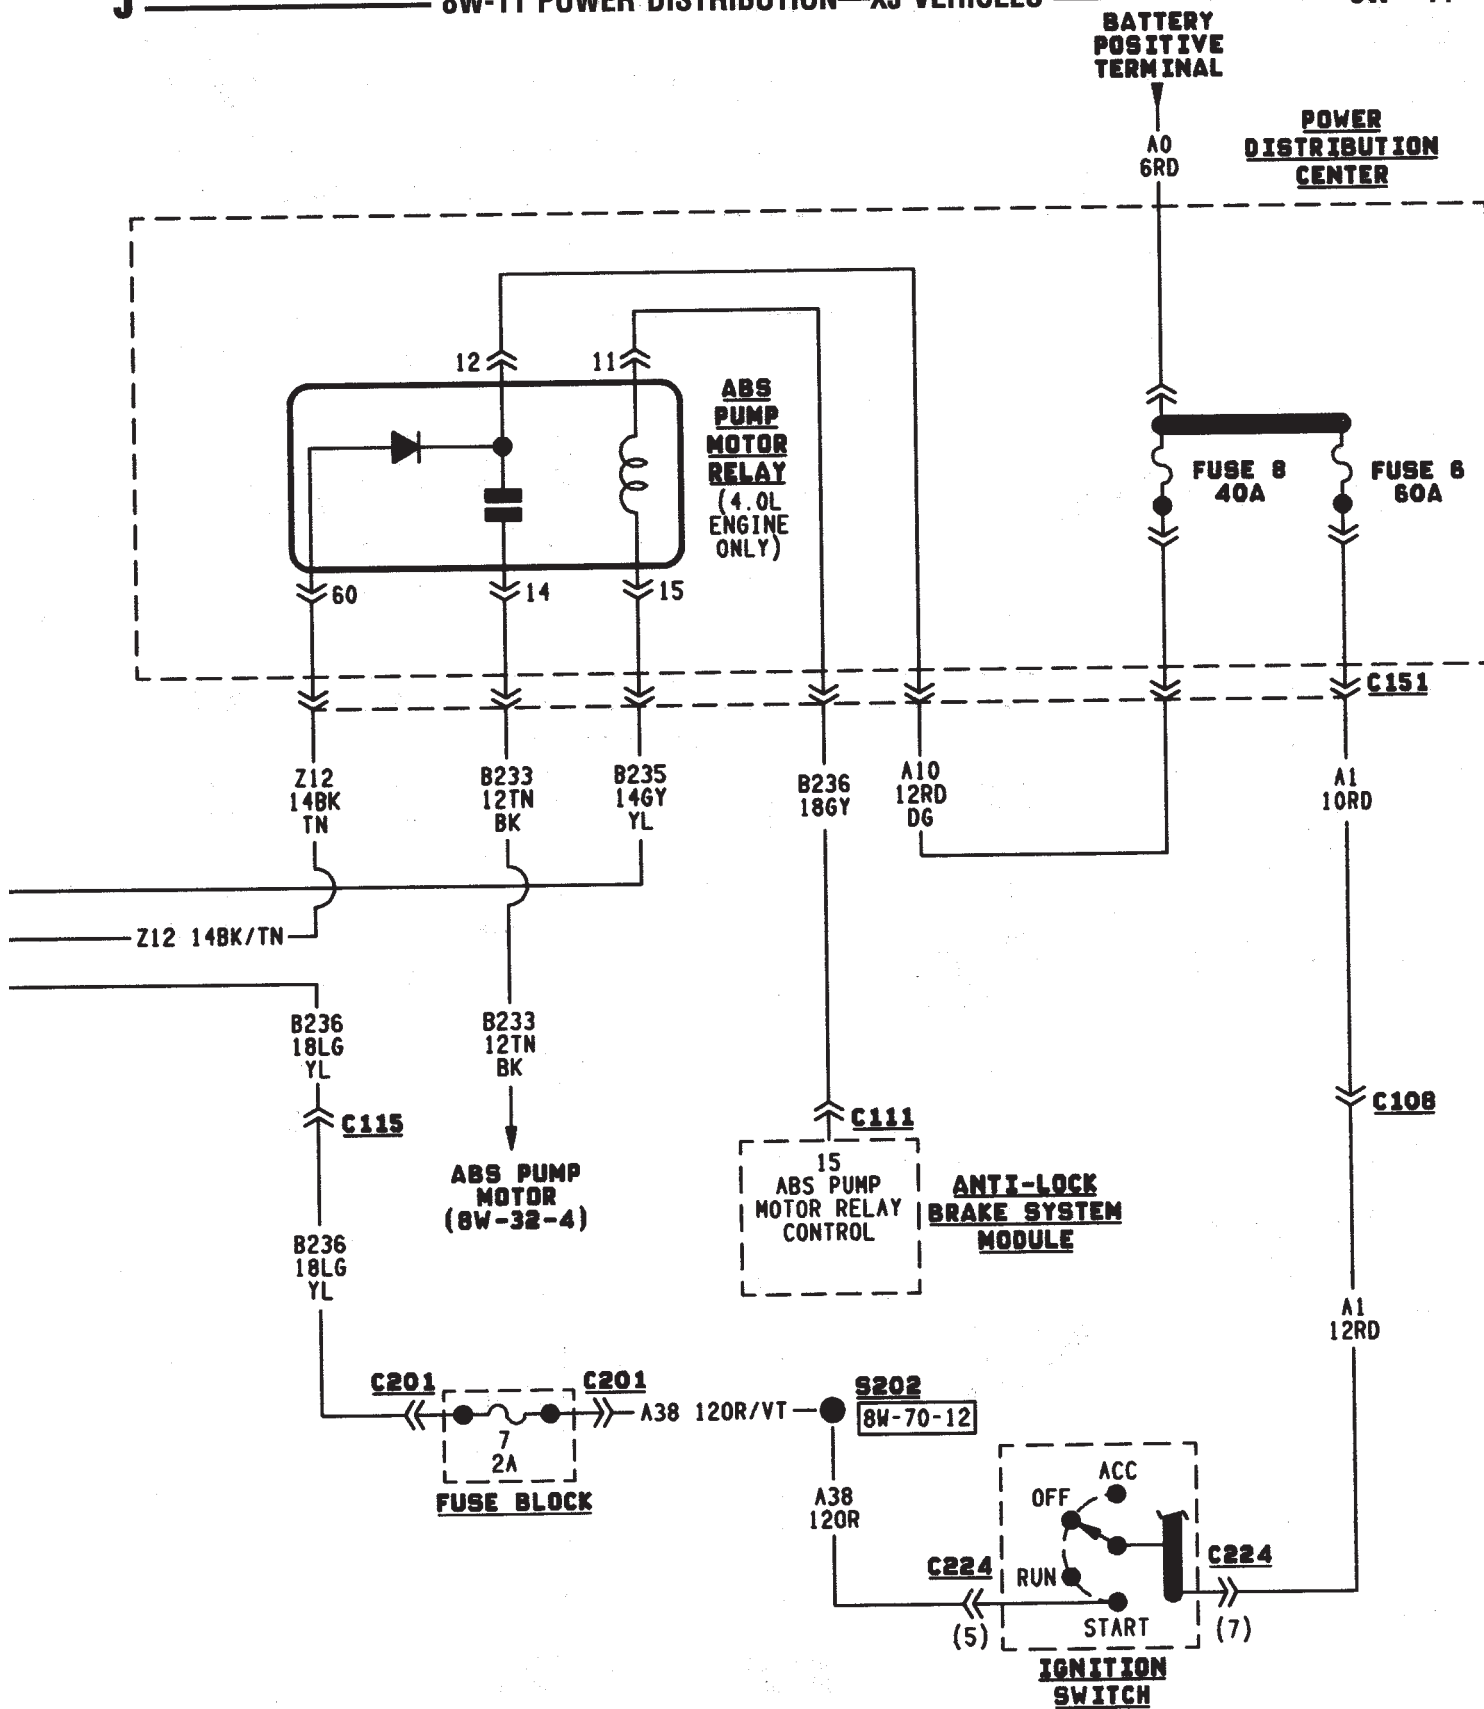 J 8W-11 POWER DISTRIBUTION—XJ VEHICLES
BATTERY
POSITIVE
TERMINAL
POWER
DISTRIBUTION
CENTER
A0
6RD
12
11
ABS
PUMP
MOTOR
RELAY
(4.0L
ENGINE
ONLY)
FUSE 8
40A
FUSE 6
60A
60
14
15
C151
Z12
14BK
TN
B233
12TN
BK
B235
14GY
YL
B236
18GY
A10
12RD
DG
A1
10RD
Z12 14BK/TN
B236
18LG
YL
B233
12TN
BK
C115
C111
C108
ABS PUMP
MOTOR
(8W-32-4)
15
ABS PUMP
MOTOR RELAY
CONTROL
ANTI-LOCK
BRAKE SYSTEM
MODULE
B236
18LG
YL
A1
12RD
C201
C201
7
2A
FUSE BLOCK
A38 12OR/VT
S202
8W-70-12
A38
12OR
ACC
OFF
RUN
START
C224
(5)
C224
(7)
IGNITION
SWITCH